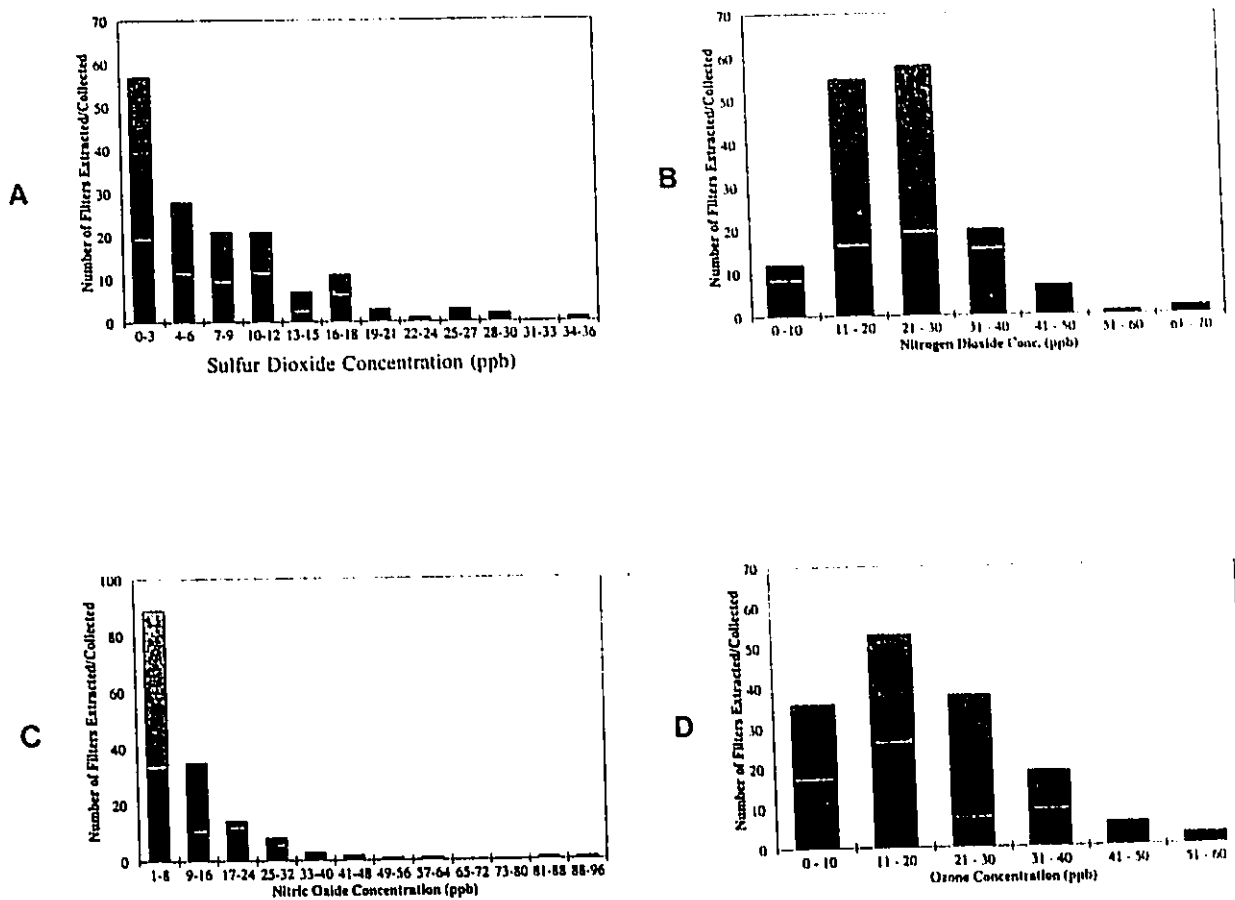 A
Number of Filters Extracted/Collected
70
60
50
40
30
20
10
0
0-3 4-6 7-9 10-12 13-15 16-18 19-21 22-24 25-27 28-30 31-33 34-36
Sulfur Dioxide Concentration (ppb)
B
Number of Filters Extracted/Collected
70
60
50
40
30
20
10
0
0-10 11-20 21-30 31-40 41-50 51-60 61-70
Nitrogen Dioxide Conc. (ppb)
C
Number of Filters Extracted/Collected
100
80
60
40
20
0
1-8 9-16 17-24 25-32 33-40 41-48 49-56 57-64 65-72 73-80 81-88 88-96
Nitric Oxide Concentration (ppb)
D
Number of Filters Extracted/Collected
70
60
50
40
30
20
10
0
0-10 11-20 21-30 31-40 41-50 51-60
Ozone Concentration (ppb)